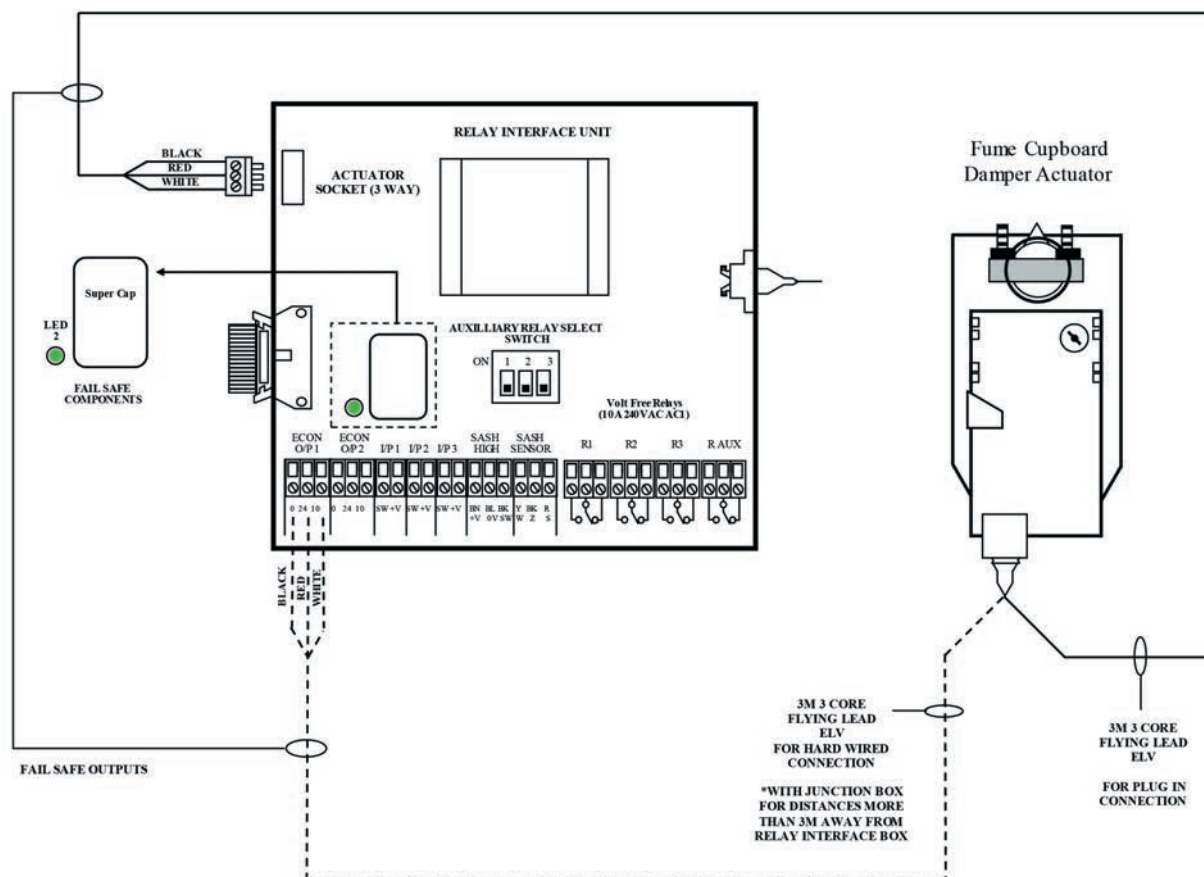 RELAY INTERFACE UNIT
ACTUATOR
SOCKET (3 WAY)
BLACK
RED
WHITE
Super Cap
LED
2
FAIL SAFE
COMPONENTS
AUXILLIARY RELAY SELECT
SWITCH
ON 1 2 3
Volt Free Relays
(10A 240VAC AC1)
ECON
O/P 1
ECON
O/P 2
I/P 1
I/P 2
I/P 3
SASH
HIGH
SASH
SENSOR
R1
R2
R3
R AUX
0 24 10
0 24 10
SW +V
SW +V
SW +V
BN BL BK
+V 0V SW
Y BK R
W Z S
BLACK
RED
WHITE
FAIL SAFE OUTPUTS
Fume Cupboard
Damper Actuator
3M 3 CORE
FLYING LEAD
ELV
FOR HARD WIRED
CONNECTION
*WITH JUNCTION BOX
FOR DISTANCES MORE
THAN 3M AWAY FROM
RELAY INTERFACE BOX
3M 3 CORE
FLYING LEAD
ELV
FOR PLUG IN
CONNECTION